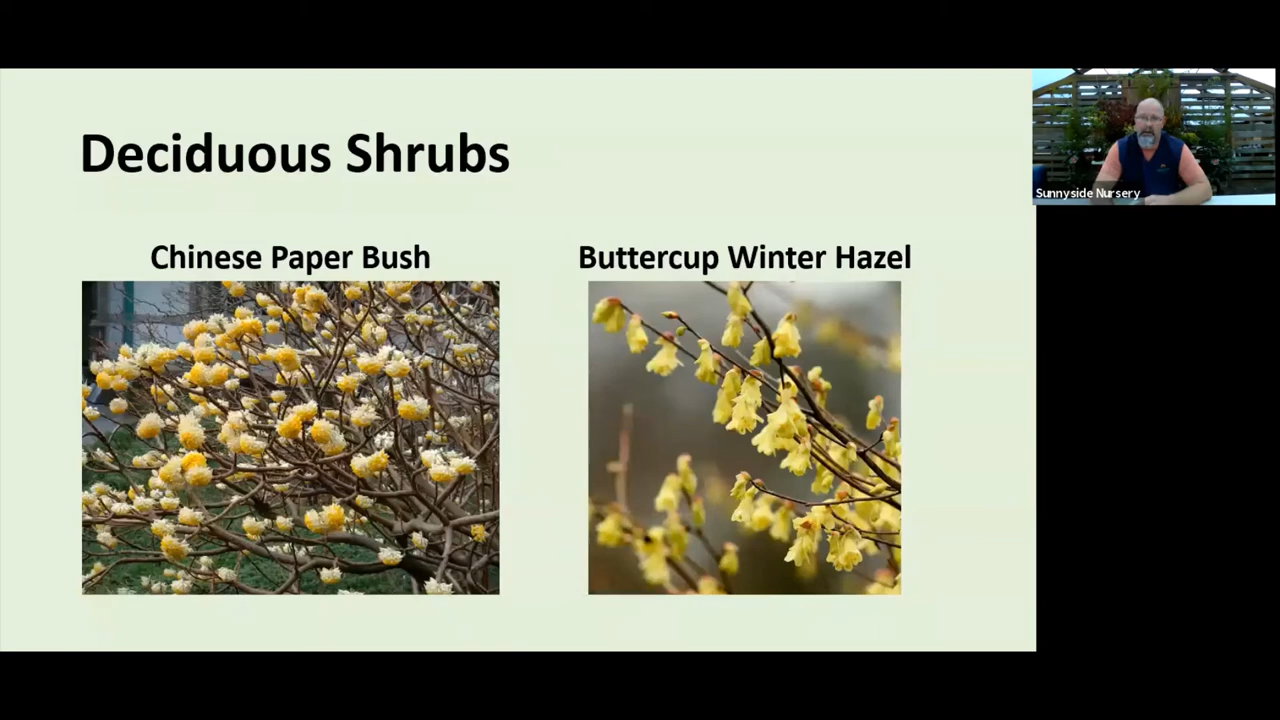 Deciduous Shrubs
Chinese Paper Bush
Buttercup Winter Hazel
Sunnyside Nursery